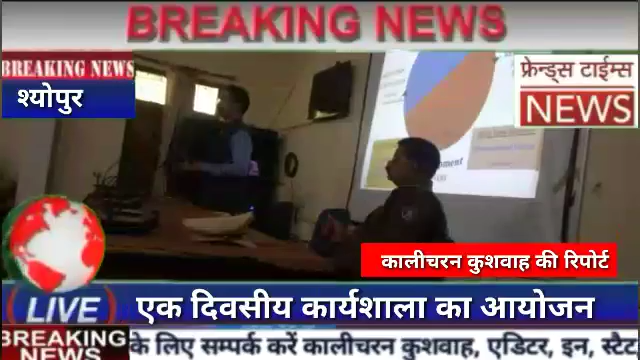 BREAKING NEWS
BREAKING NEWS
श्योपुर
फ्रेन्ड्स टाईम्स
NEWS
कालीचरन कुशवाह की रिपोर्ट
LIVE
एक दिवसीय कार्यशाला का आयोजन
BREAKING NEWS
के लिए सम्पर्क करें कालीचरन कुशवाह, एडिटर, इन, स्टेट